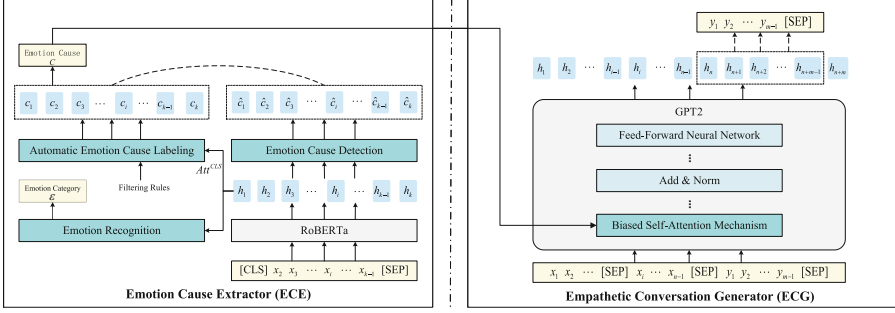 Emotion Cause
C
c₁ c₂ c₃ ⋯ cᵢ ⋯ cₖ₋₁ cₖ
ĉ₁ ĉ₂ ĉ₃ ⋯ ĉᵢ ⋯ ĉₖ₋₁ ĉₖ
Automatic Emotion Cause Labeling
Emotion Cause Detection
Att^CLS
Filtering Rules
Emotion Category
ε
h₁ h₂ h₃ ⋯ hᵢ ⋯ hₖ₋₁ hₖ
Emotion Recognition
RoBERTa
[CLS] x₂ x₃ ⋯ xᵢ ⋯ xₖ₋₁ [SEP]
Emotion Cause Extractor (ECE)
y₁ y₂ ⋯ yₘ₋₁ [SEP]
h₁ h₂ ⋯ hᵢ₋₁ hᵢ ⋯ hₙ₋₁ hₙ hₙ₊₁ hₙ₊₂ ⋯ hₙ₊ₘ₋₁ hₙ₊ₘ
GPT2
Feed-Forward Neural Network
⋮
Add & Norm
⋮
Biased Self-Attention Mechanism
x₁ x₂ ⋯ [SEP] xᵢ ⋯ xₙ₋₁ [SEP] y₁ y₂ ⋯ yₘ₋₁ [SEP]
Empathetic Conversation Generator (ECG)